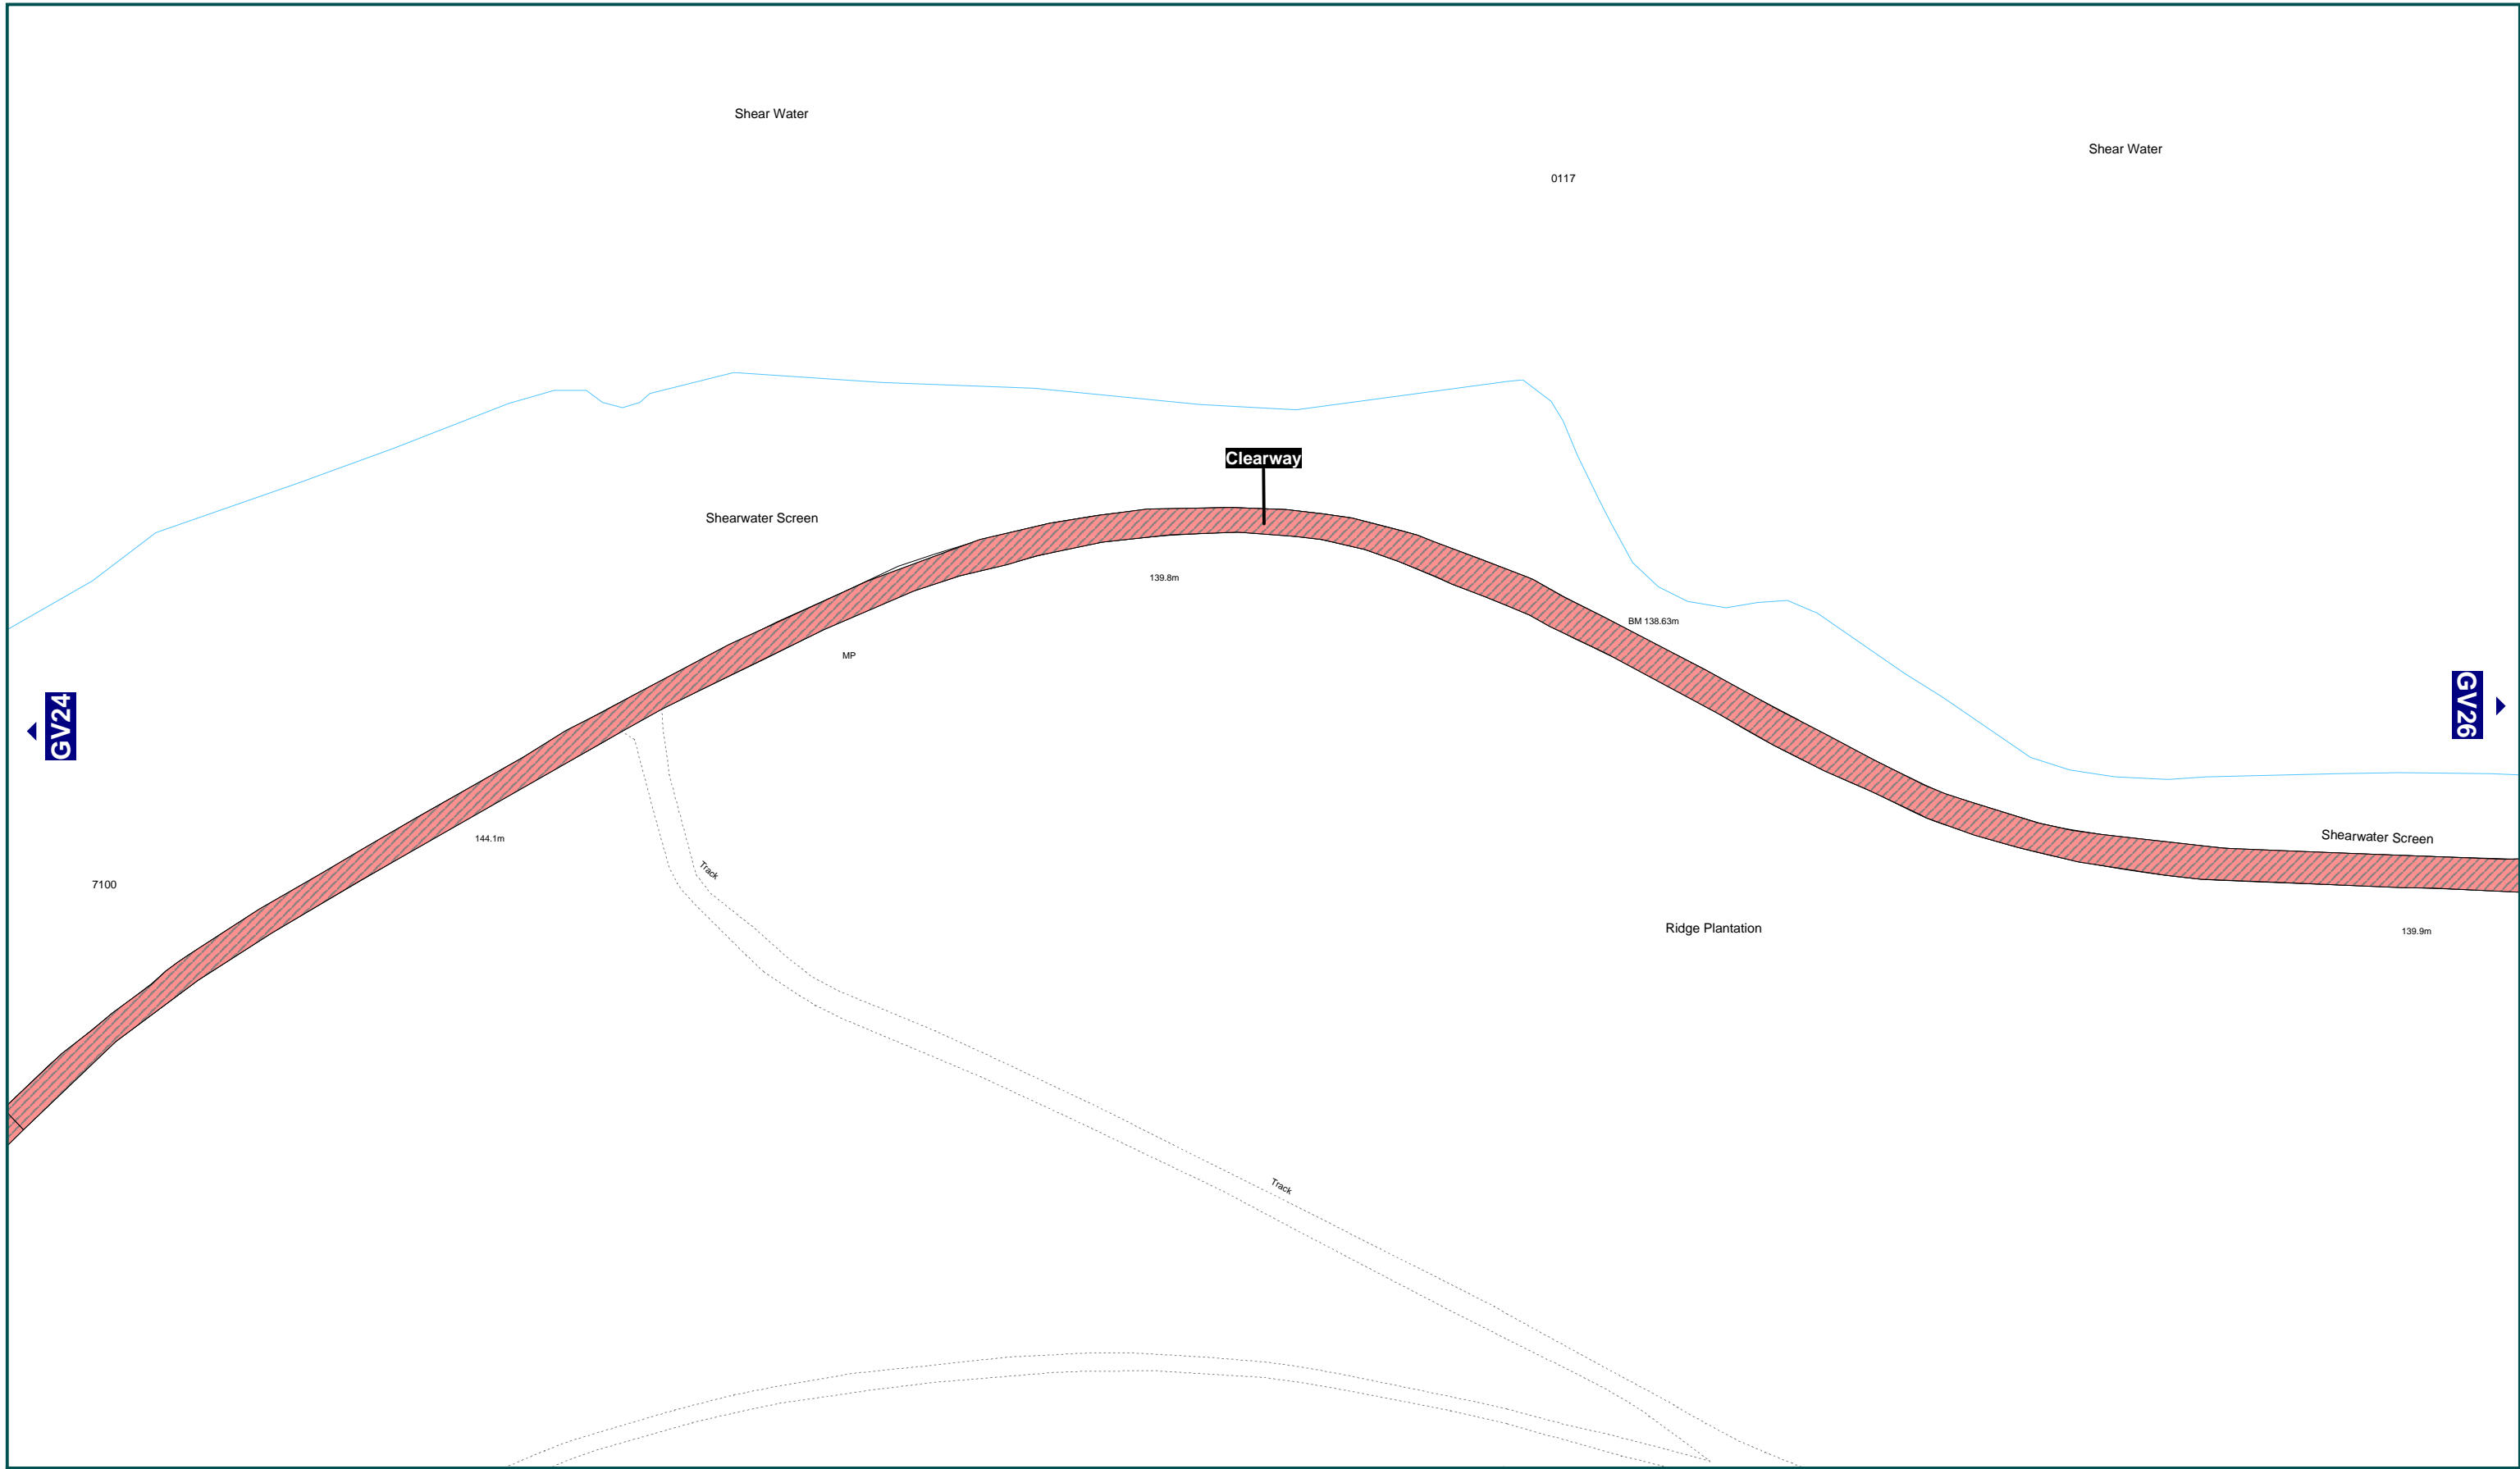 Shear Water
Shear Water
0117
Clearway
Shearwater Screen
139.8m
BM 138.63m
MP
GV24
GV26
144.1m
Shearwater Screen
Track
7100
Ridge Plantation
139.9m
Track